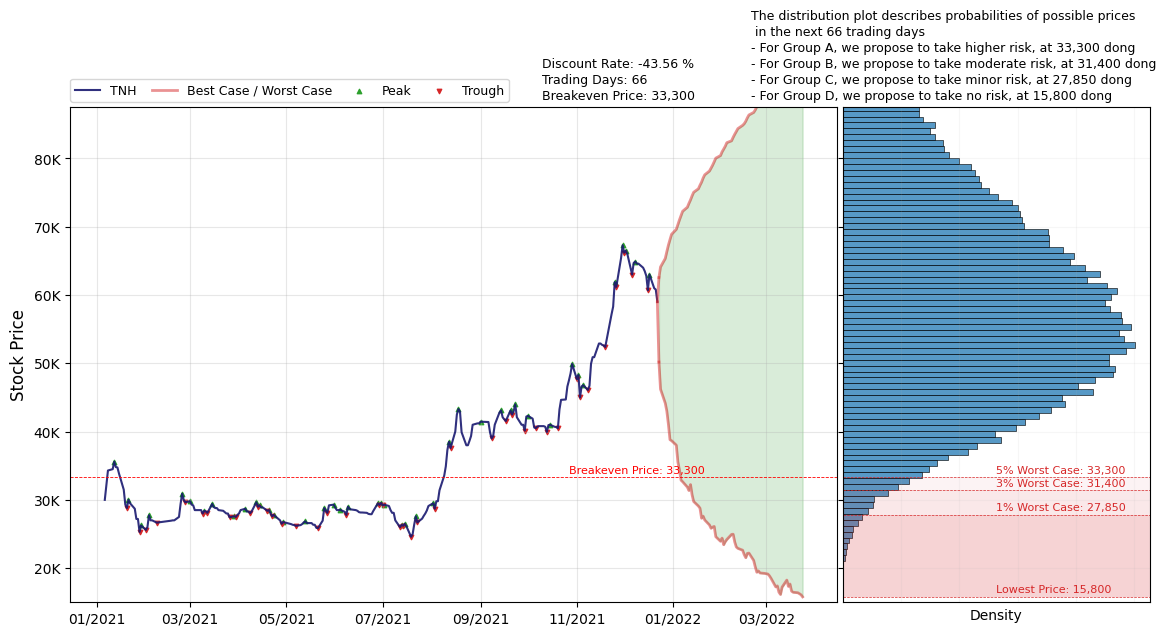 The distribution plot describes probabilities of possible prices
in the next 66 trading days
- For Group A, we propose to take higher risk, at 33,300 dong
- For Group B, we propose to take moderate risk, at 31,400 dong
- For Group C, we propose to take minor risk, at 27,850 dong
- For Group D, we propose to take no risk, at 15,800 dong
Discount Rate: -43.56 %
Trading Days: 66
Breakeven Price: 33,300
TNH
Best Case / Worst Case
Peak
Trough
Stock Price
80K
70K
60K
50K
40K
30K
20K
Breakeven Price: 33,300
5% Worst Case: 33,300
3% Worst Case: 31,400
1% Worst Case: 27,850
Lowest Price: 15,800
01/2021
03/2021
05/2021
07/2021
09/2021
11/2021
01/2022
03/2022
Density